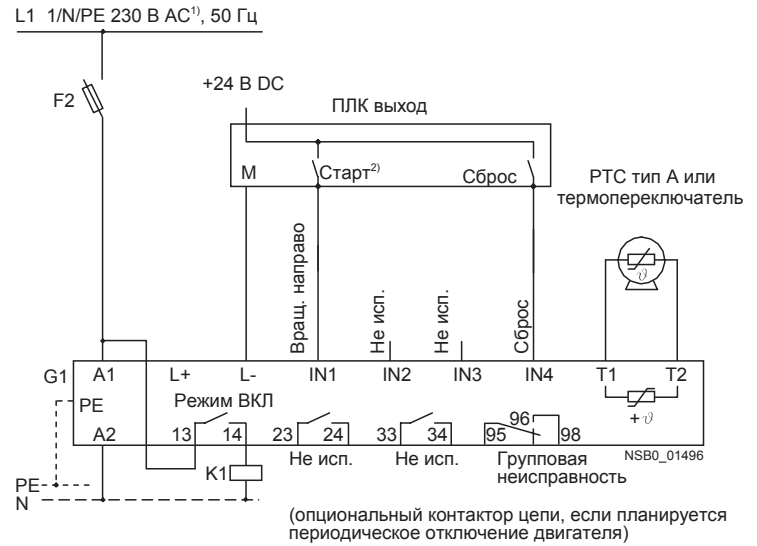 L1 1/N/PE 230 В AC1), 50 Гц
F2
+24 В DC
ПЛК выход
M
Старт2)
Сброс
PTC тип А или
термопереключатель
ϑ
Вращ. направо
Не исп.
Не исп.
Сброс
G1
A1
L+
L-
IN1
IN2
IN3
IN4
T1
T2
PE
Режим ВКЛ
+ϑ
A2
13
14
23
24
33
34
95
96
98
K1
Не исп.
Не исп.
Групповая
неисправность
NSB0_01496
PE
N
(опциональный контактор цепи, если планируется
периодическое отключение двигателя)